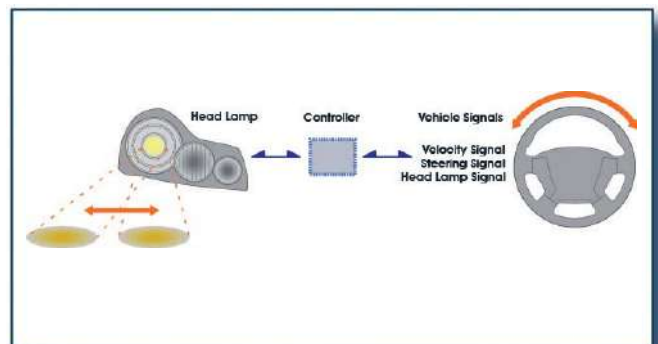 Head Lamp
Controller
Vehicle Signals
Velocity Signal
Steering Signal
Head Lamp Signal